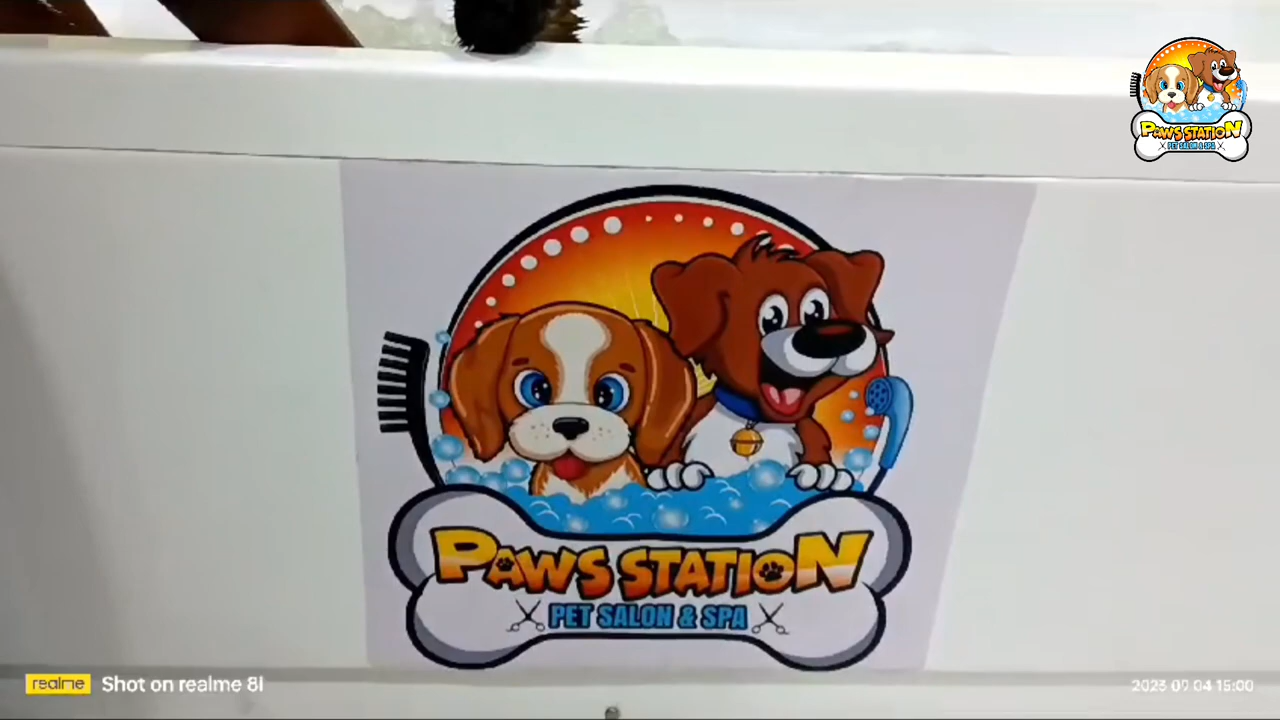 PAWS STATION
PET SALON & SPA
PAWS STATION
PET SALON & SPA
realme Shot on realme 8i
2023 07 04 15:00